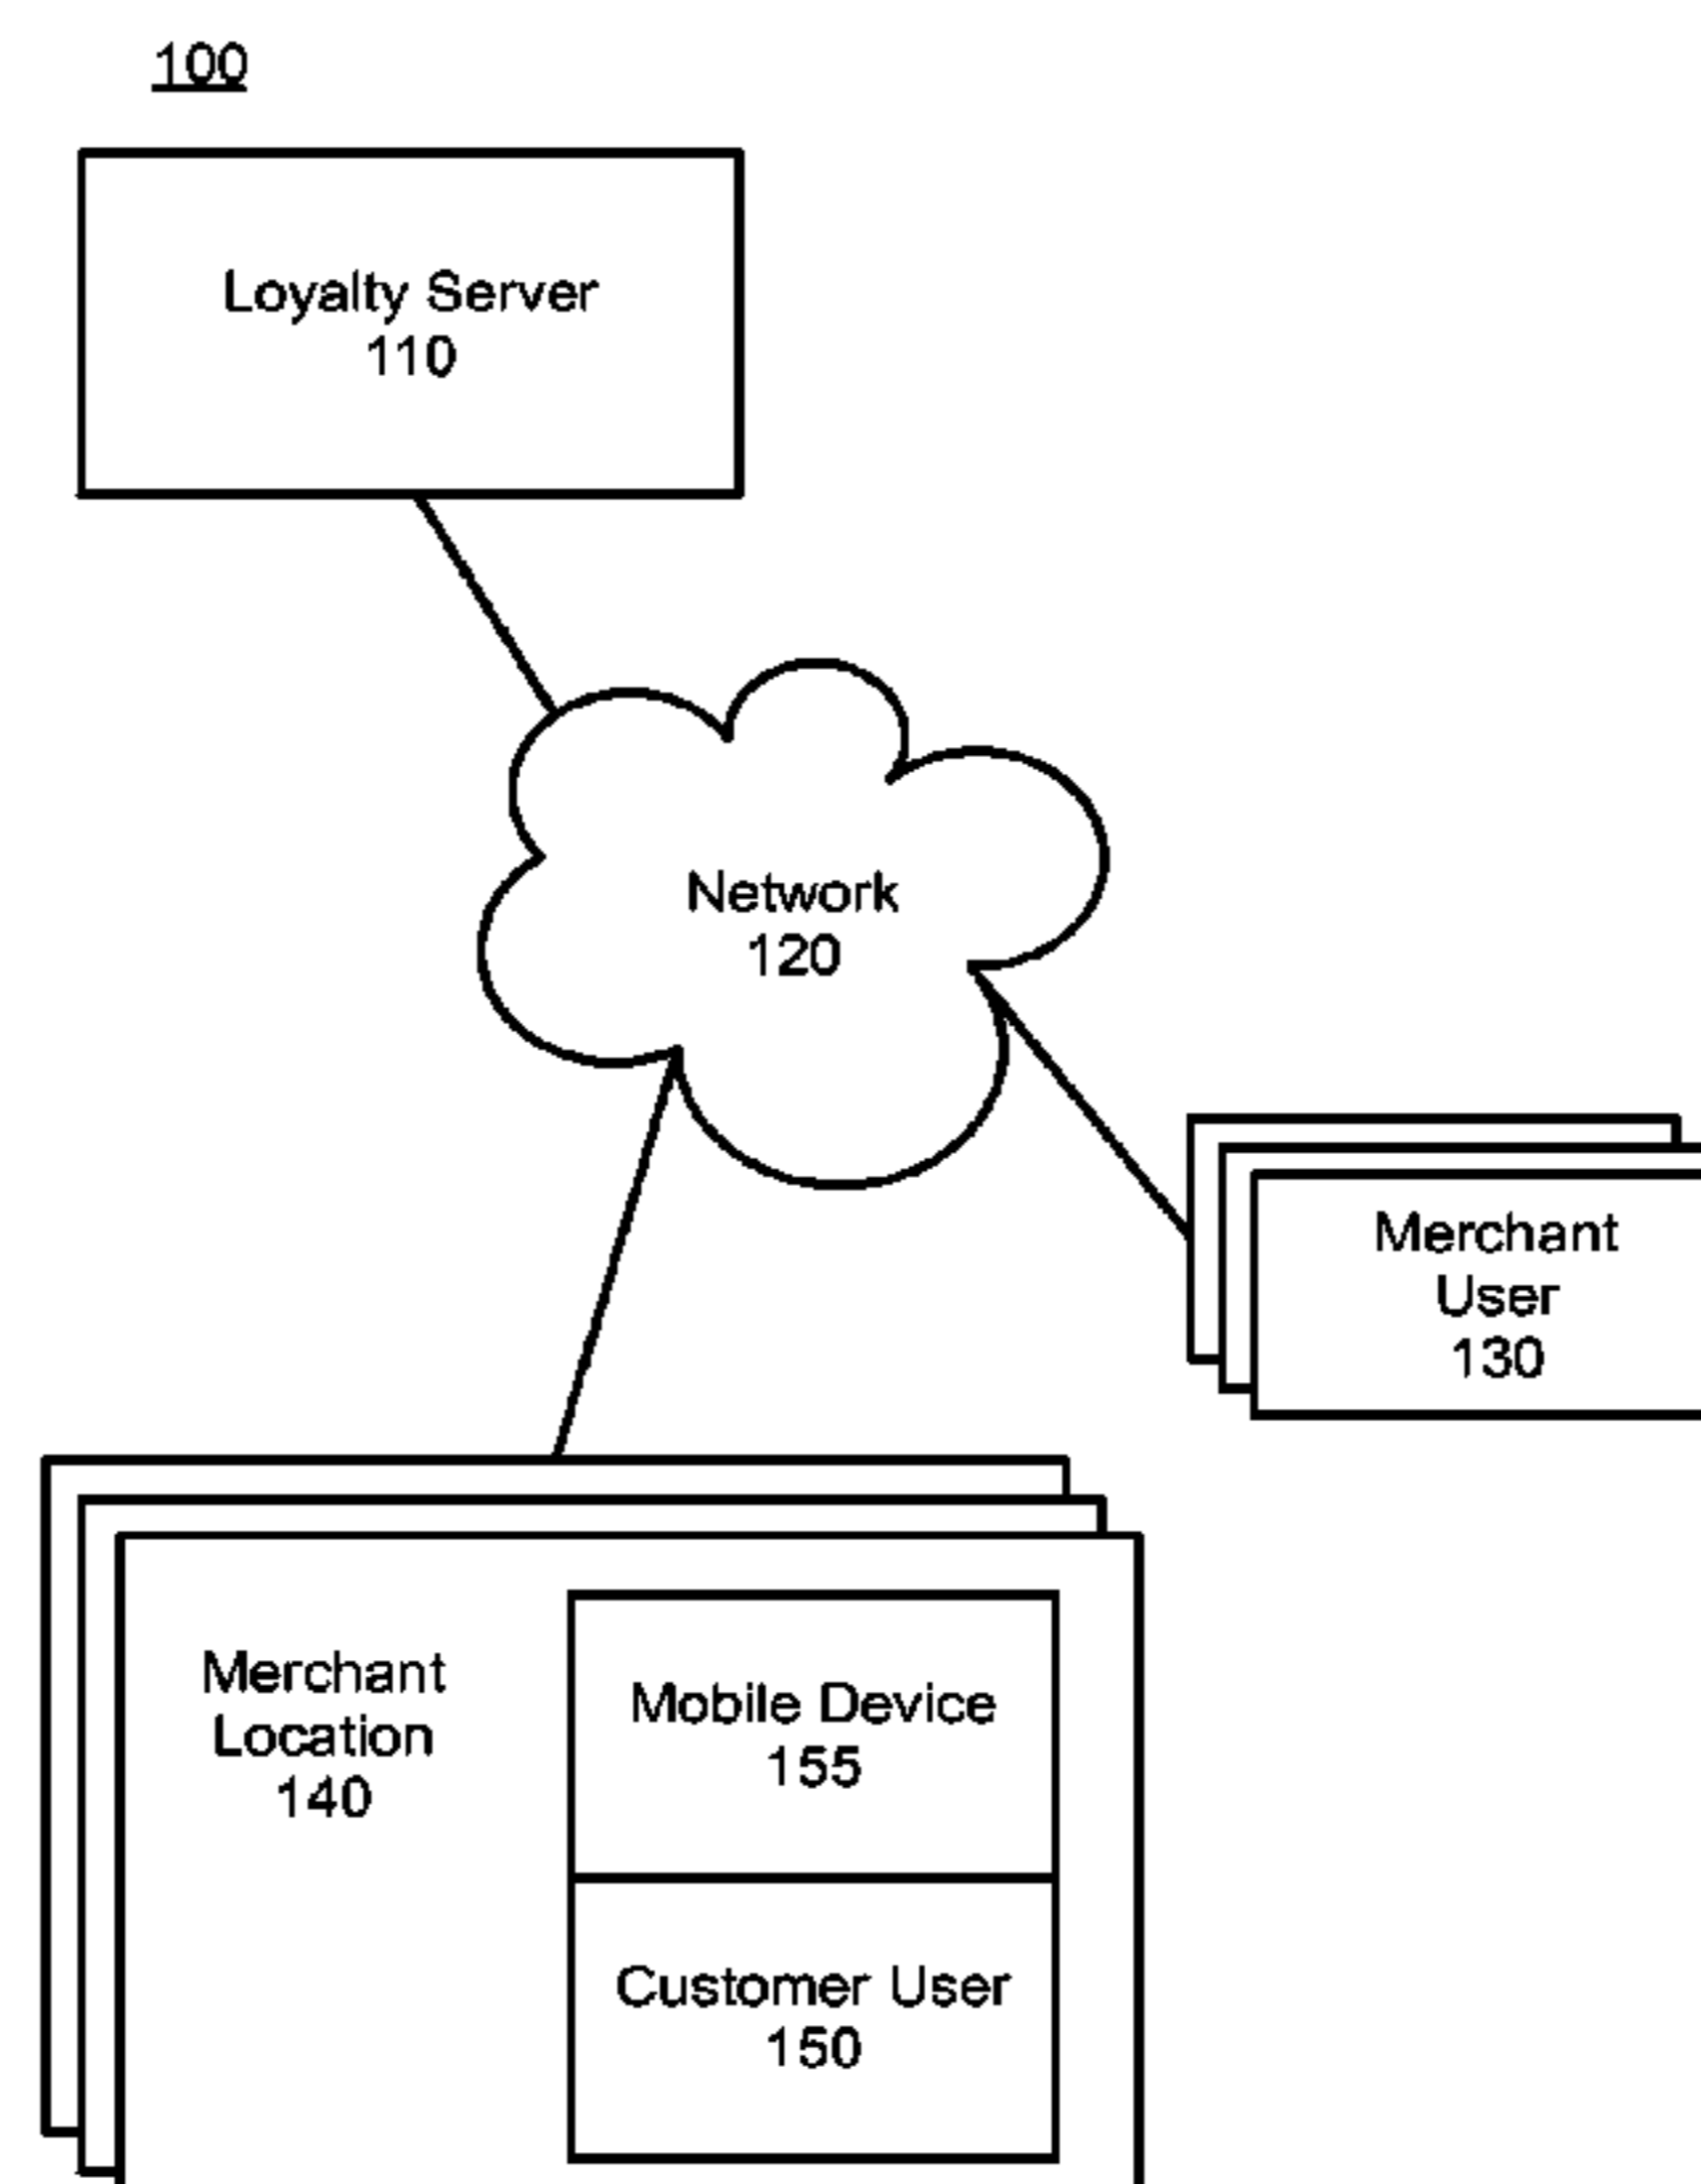 100
Loyalty Server
110
Network
120
Merchant
User
130
Merchant
Location
140
Mobile Device
155
Customer User
150